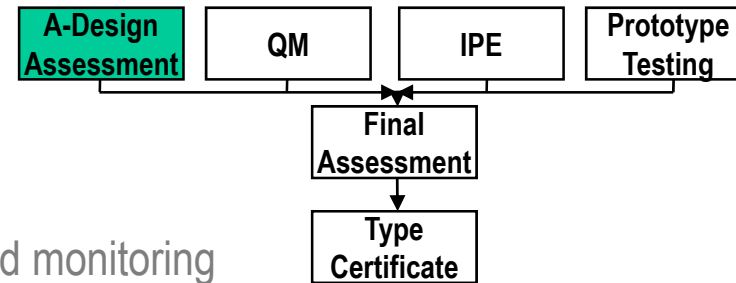 A-Design
Assessment
QM
IPE
Prototype
Testing
Final
Assessment
Type
Certificate
d monitoring